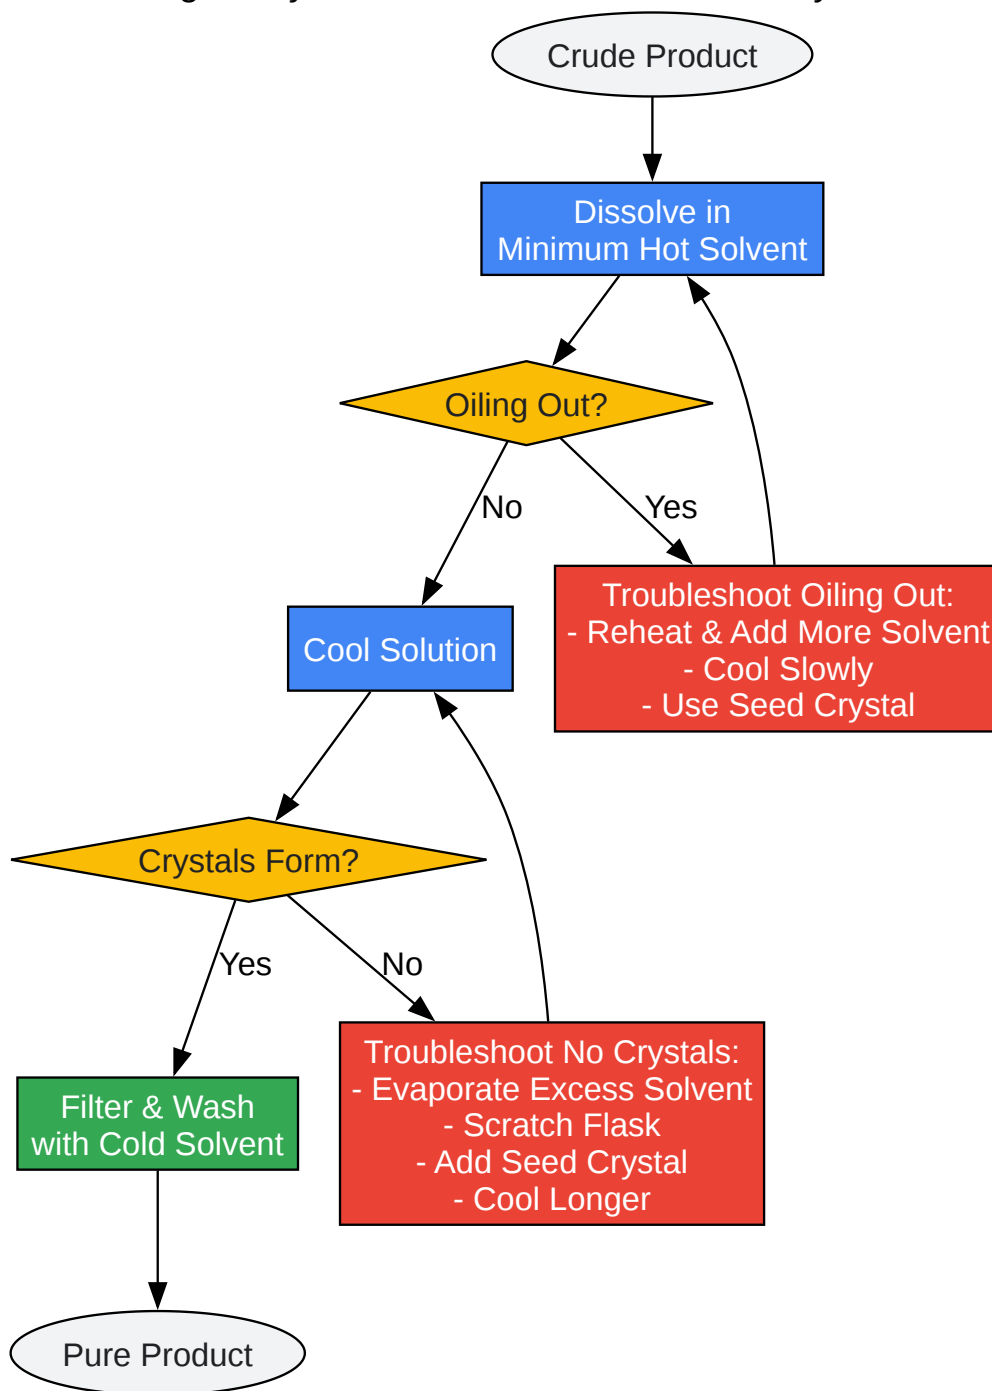 Crude Product
Dissolve in
Minimum Hot Solvent
Oiling Out?
No
Yes
Troubleshoot Oiling Out:
- Reheat & Add More Solvent
- Cool Slowly
- Use Seed Crystal
Cool Solution
Crystals Form?
Yes
No
Troubleshoot No Crystals:
- Evaporate Excess Solvent
- Scratch Flask
- Add Seed Crystal
- Cool Longer
Filter & Wash
with Cold Solvent
Pure Product